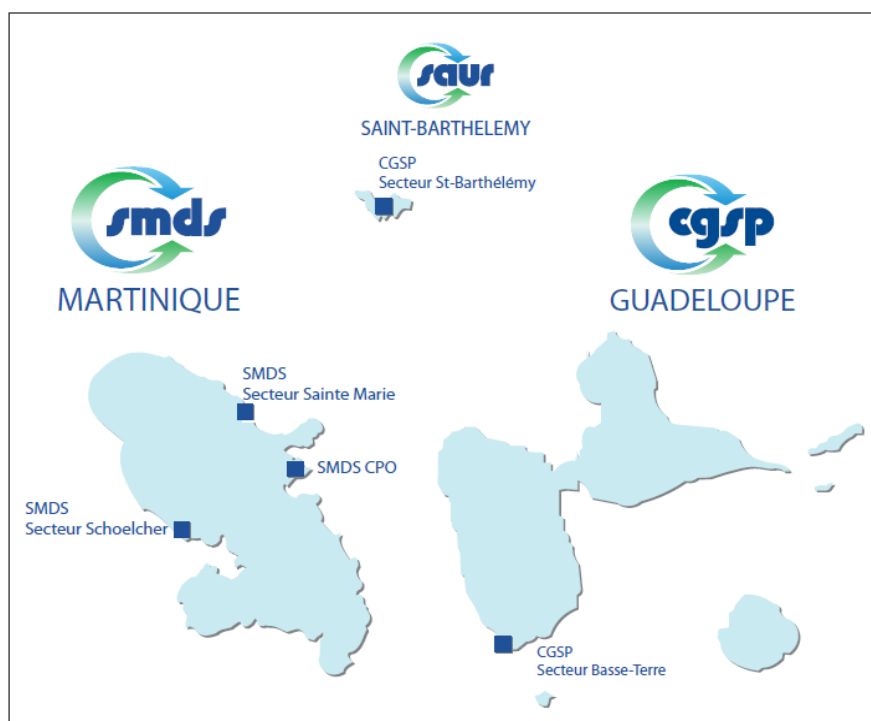 saur
SAINT-BARTHELEMY
CGSP
Secteur St-Barthélémy
smds
MARTINIQUE
cgsp
GUADELOUPE
SMDS
Secteur Sainte Marie
SMDS CPO
SMDS
Secteur Schoelcher
CGSP
Secteur Basse-Terre